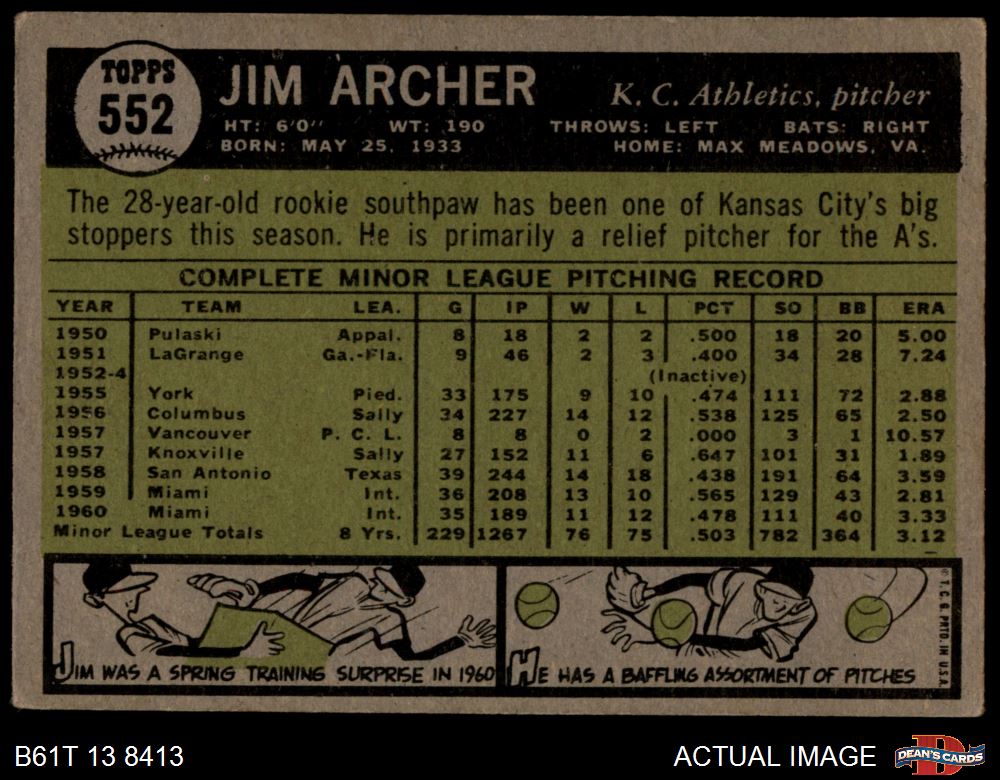 TOPPS
552
JIM ARCHER
K. C. Athletics, pitcher
HT: 6'0" WT: 190 THROWS: LEFT BATS: RIGHT
BORN: MAY 25, 1933 HOME: MAX MEADOWS, VA.
The 28-year-old rookie southpaw has been one of Kansas City's big
stoppers this season. He is primarily a relief pitcher for the A's.
COMPLETE MINOR LEAGUE PITCHING RECORD
YEAR TEAM LEA. G IP W L PCT SO BB ERA
1950 Pulaski Appal. 8 18 2 2 .500 18 20 5.00
1951 LaGrange Ga.-Fla. 9 46 2 3 .400 34 28 7.24
1952-4 (Inactive)
1955 York Pied. 33 175 9 10 .474 111 72 2.88
1956 Columbus Sally 34 227 14 12 .538 125 65 2.50
1957 Vancouver P. C. L. 8 8 0 2 .000 3 1 10.57
1957 Knoxville Sally 27 152 11 6 .647 101 31 1.89
1958 San Antonio Texas 39 244 14 18 .438 191 64 3.59
1959 Miami Int. 36 208 13 10 .565 129 43 2.81
1960 Miami Int. 35 189 11 12 .478 111 40 3.33
Minor League Totals 8 Yrs. 229 1267 76 75 .503 782 364 3.12
JIM WAS A SPRING TRAINING SURPRISE IN 1960
HE HAS A BAFFLING ASSORTMENT OF PITCHES
© T. C. G. PRTD. IN U.S.A.
B61T 13 8413
ACTUAL IMAGE
D
DEAN'S CARDS